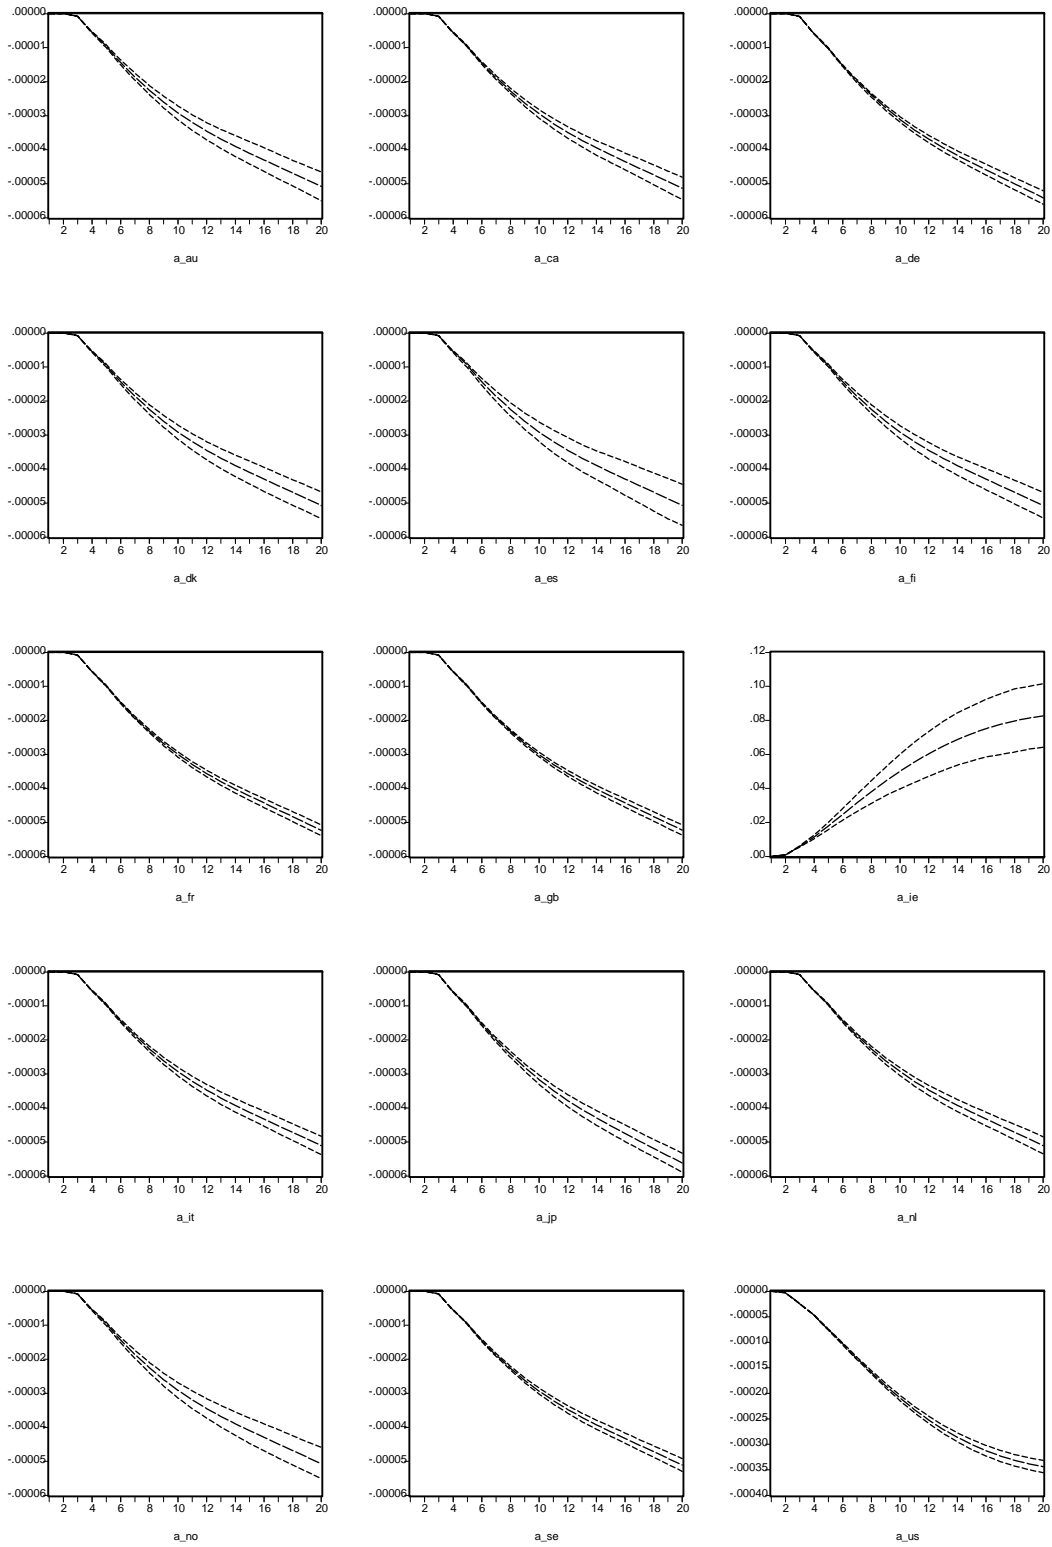 .00000 .00000 .00000
-.00001 -.00001 -.00001
-.00002 -.00002 -.00002
-.00003 -.00003 -.00003
-.00004 -.00004 -.00004
-.00005 -.00005 -.00005
-.00006 -.00006 -.00006
2 4 6 8 10 12 14 16 18 20 2 4 6 8 10 12 14 16 18 20 2 4 6 8 10 12 14 16 18 20
a_au a_ca a_de
.00000 .00000 .00000
-.00001 -.00001 -.00001
-.00002 -.00002 -.00002
-.00003 -.00003 -.00003
-.00004 -.00004 -.00004
-.00005 -.00005 -.00005
-.00006 -.00006 -.00006
2 4 6 8 10 12 14 16 18 20 2 4 6 8 10 12 14 16 18 20 2 4 6 8 10 12 14 16 18 20
a_dk a_es a_fi
.00000 .00000 .12
-.00001 -.00001 .10
-.00002 -.00002 .08
-.00003 -.00003 .06
-.00004 -.00004 .04
-.00005 -.00005 .02
-.00006 -.00006 .00
2 4 6 8 10 12 14 16 18 20 2 4 6 8 10 12 14 16 18 20 2 4 6 8 10 12 14 16 18 20
a_fr a_gb a_ie
.00000 .00000 .00000
-.00001 -.00001 -.00001
-.00002 -.00002 -.00002
-.00003 -.00003 -.00003
-.00004 -.00004 -.00004
-.00005 -.00005 -.00005
-.00006 -.00006 -.00006
2 4 6 8 10 12 14 16 18 20 2 4 6 8 10 12 14 16 18 20 2 4 6 8 10 12 14 16 18 20
a_it a_jp a_nl
.00000 .00000 .00000
-.00001 -.00001 -.00005
-.00002 -.00002 -.00010
-.00003 -.00003 -.00015
-.00004 -.00004 -.00020
-.00005 -.00005 -.00025
-.00006 -.00006 -.00030
-.00035
-.00040
2 4 6 8 10 12 14 16 18 20 2 4 6 8 10 12 14 16 18 20 2 4 6 8 10 12 14 16 18 20
a_no a_se a_us